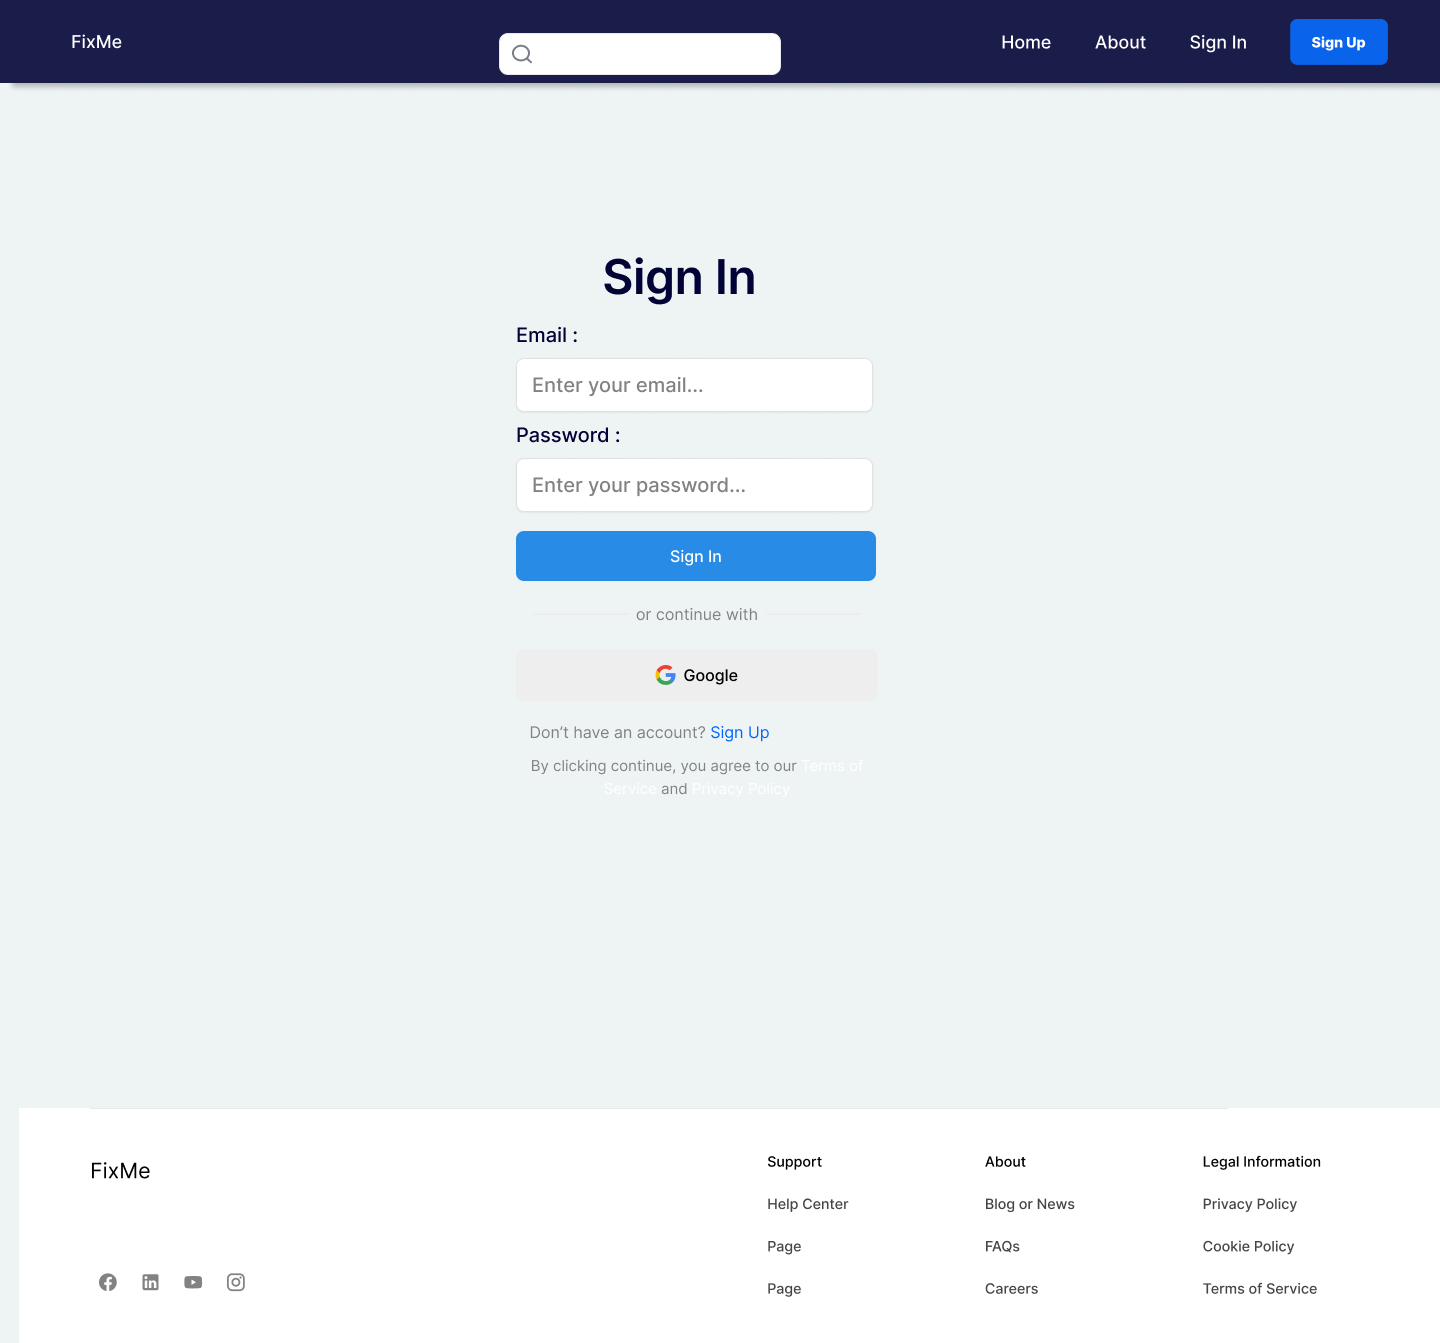 FixMe
Home
About
Sign In
Sign Up
Sign In
Email :
Enter your email...
Password :
Enter your password...
Sign In
or continue with
Google
Don’t have an account? Sign Up
By clicking continue, you agree to our Terms of
Service and Privacy Policy
FixMe
Support
Help Center
Page
Page
About
Blog or News
FAQs
Careers
Legal Information
Privacy Policy
Cookie Policy
Terms of Service